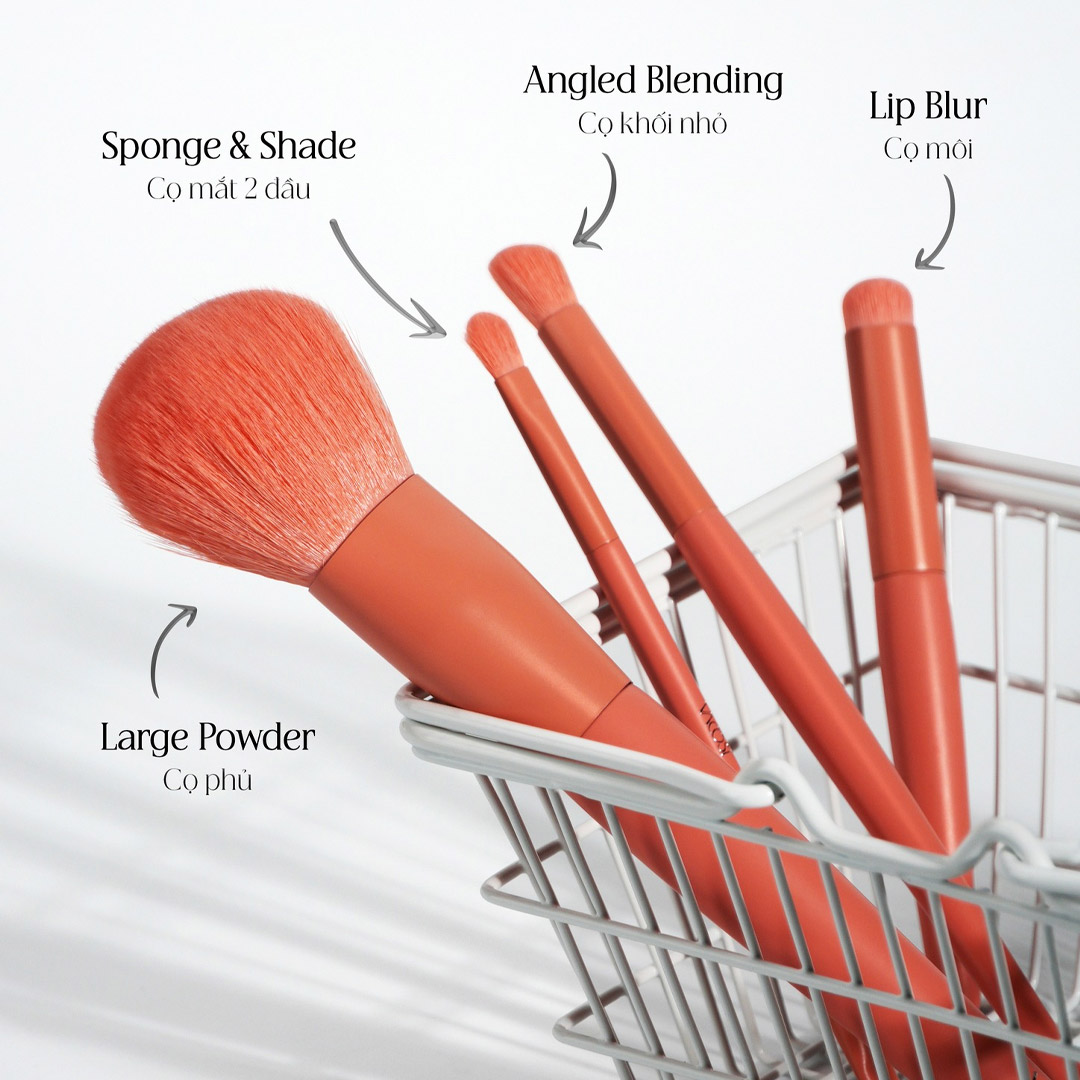 Angled Blending
Cọ khối nhỏ
Lip Blur
Cọ môi
Sponge & Shade
Cọ mắt 2 đầu
Large Powder
Cọ phủ
VACOSI